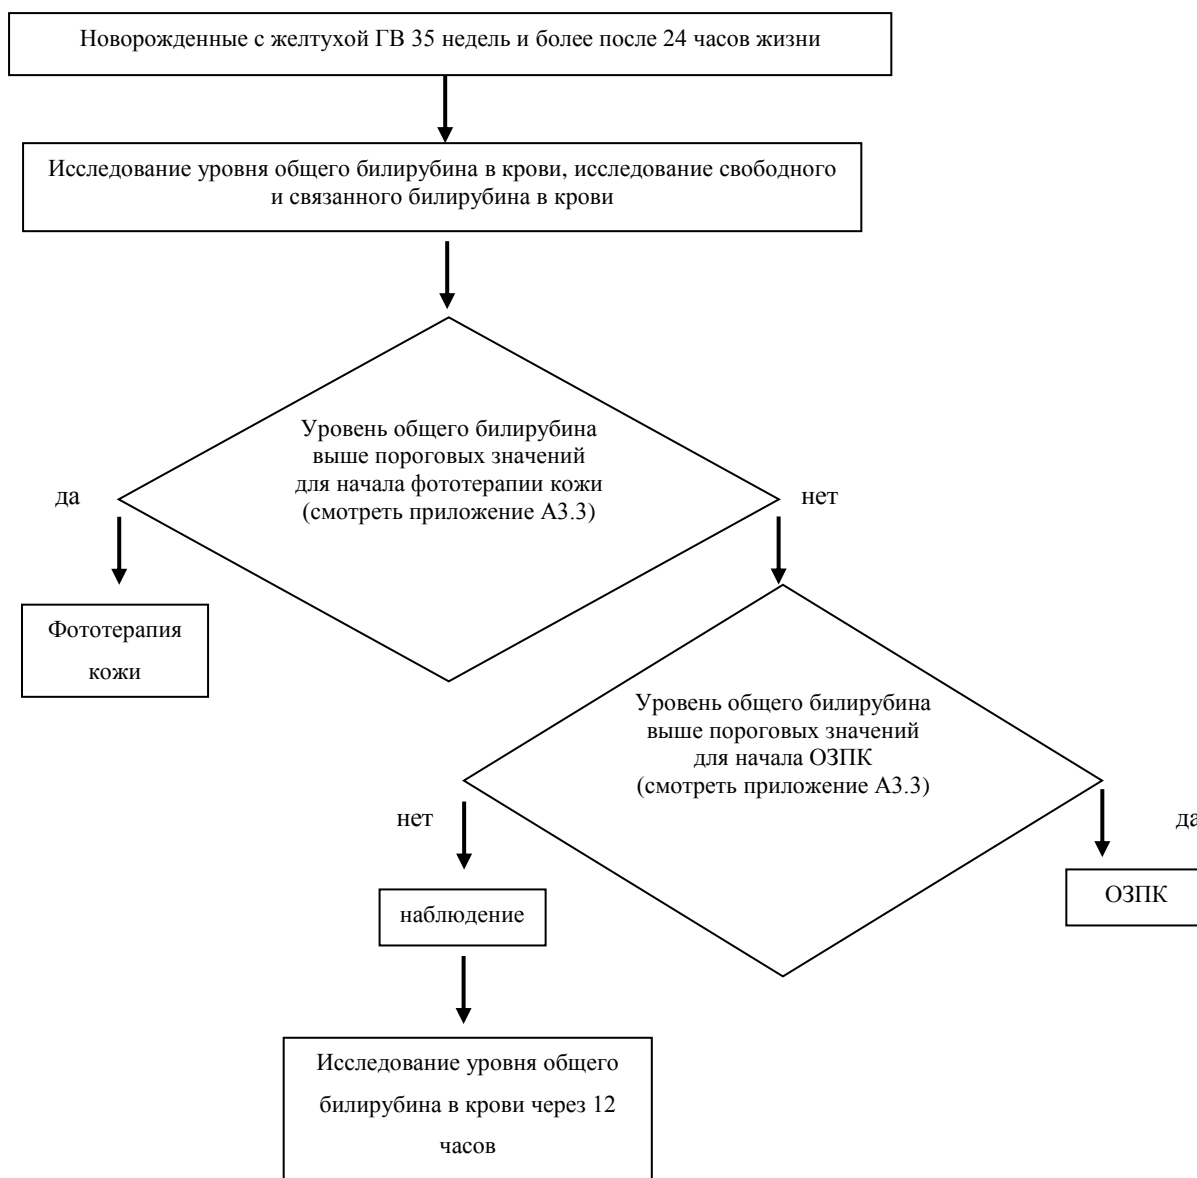 Новорожденные с желтухой ГВ 35 недель и более после 24 часов жизни
Исследование уровня общего билирубина в крови, исследование свободного
и связанного билирубина в крови
Уровень общего билирубина
выше пороговых значений
для начала фототерапии кожи
(смотреть приложение А3.3)
да
нет
Фототерапия
кожи
Уровень общего билирубина
выше пороговых значений
для начала ОЗПК
(смотреть приложение А3.3)
нет
да
наблюдение
ОЗПК
Исследование уровня общего
билирубина в крови через 12
часов